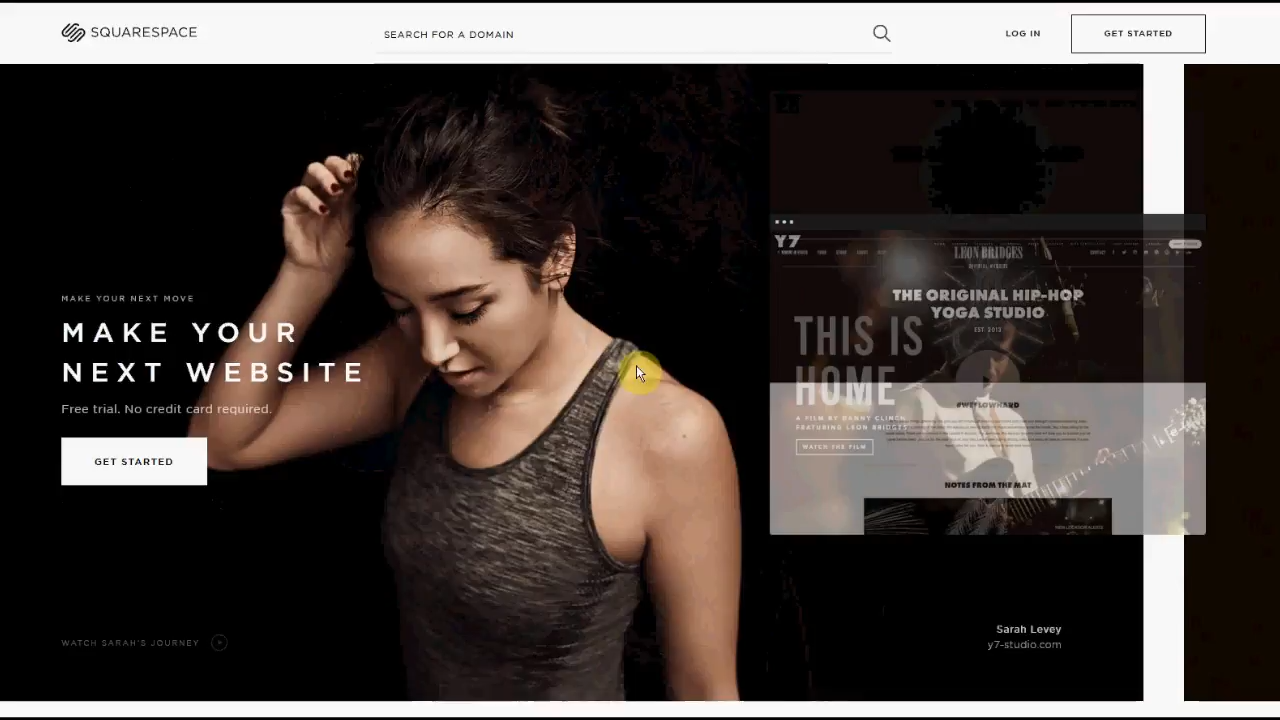 SQUARESPACE
SEARCH FOR A DOMAIN
LOG IN
GET STARTED
MAKE YOUR NEXT MOVE
MAKE YOUR
NEXT WEBSITE
Free trial. No credit card required.
GET STARTED
WATCH SARAH'S JOURNEY
Y7
LEON BRIDGES
THE ORIGINAL HIP-HOP
YOGA STUDIO
EST. 2013
THIS IS
HOME
A FILM BY DANNY CLINCH
FEATURING LEON BRIDGES
WATCH THE FILM
#WEFLOWHARD
NOTES FROM THE MAT
Sarah Levey
y7-studio.com